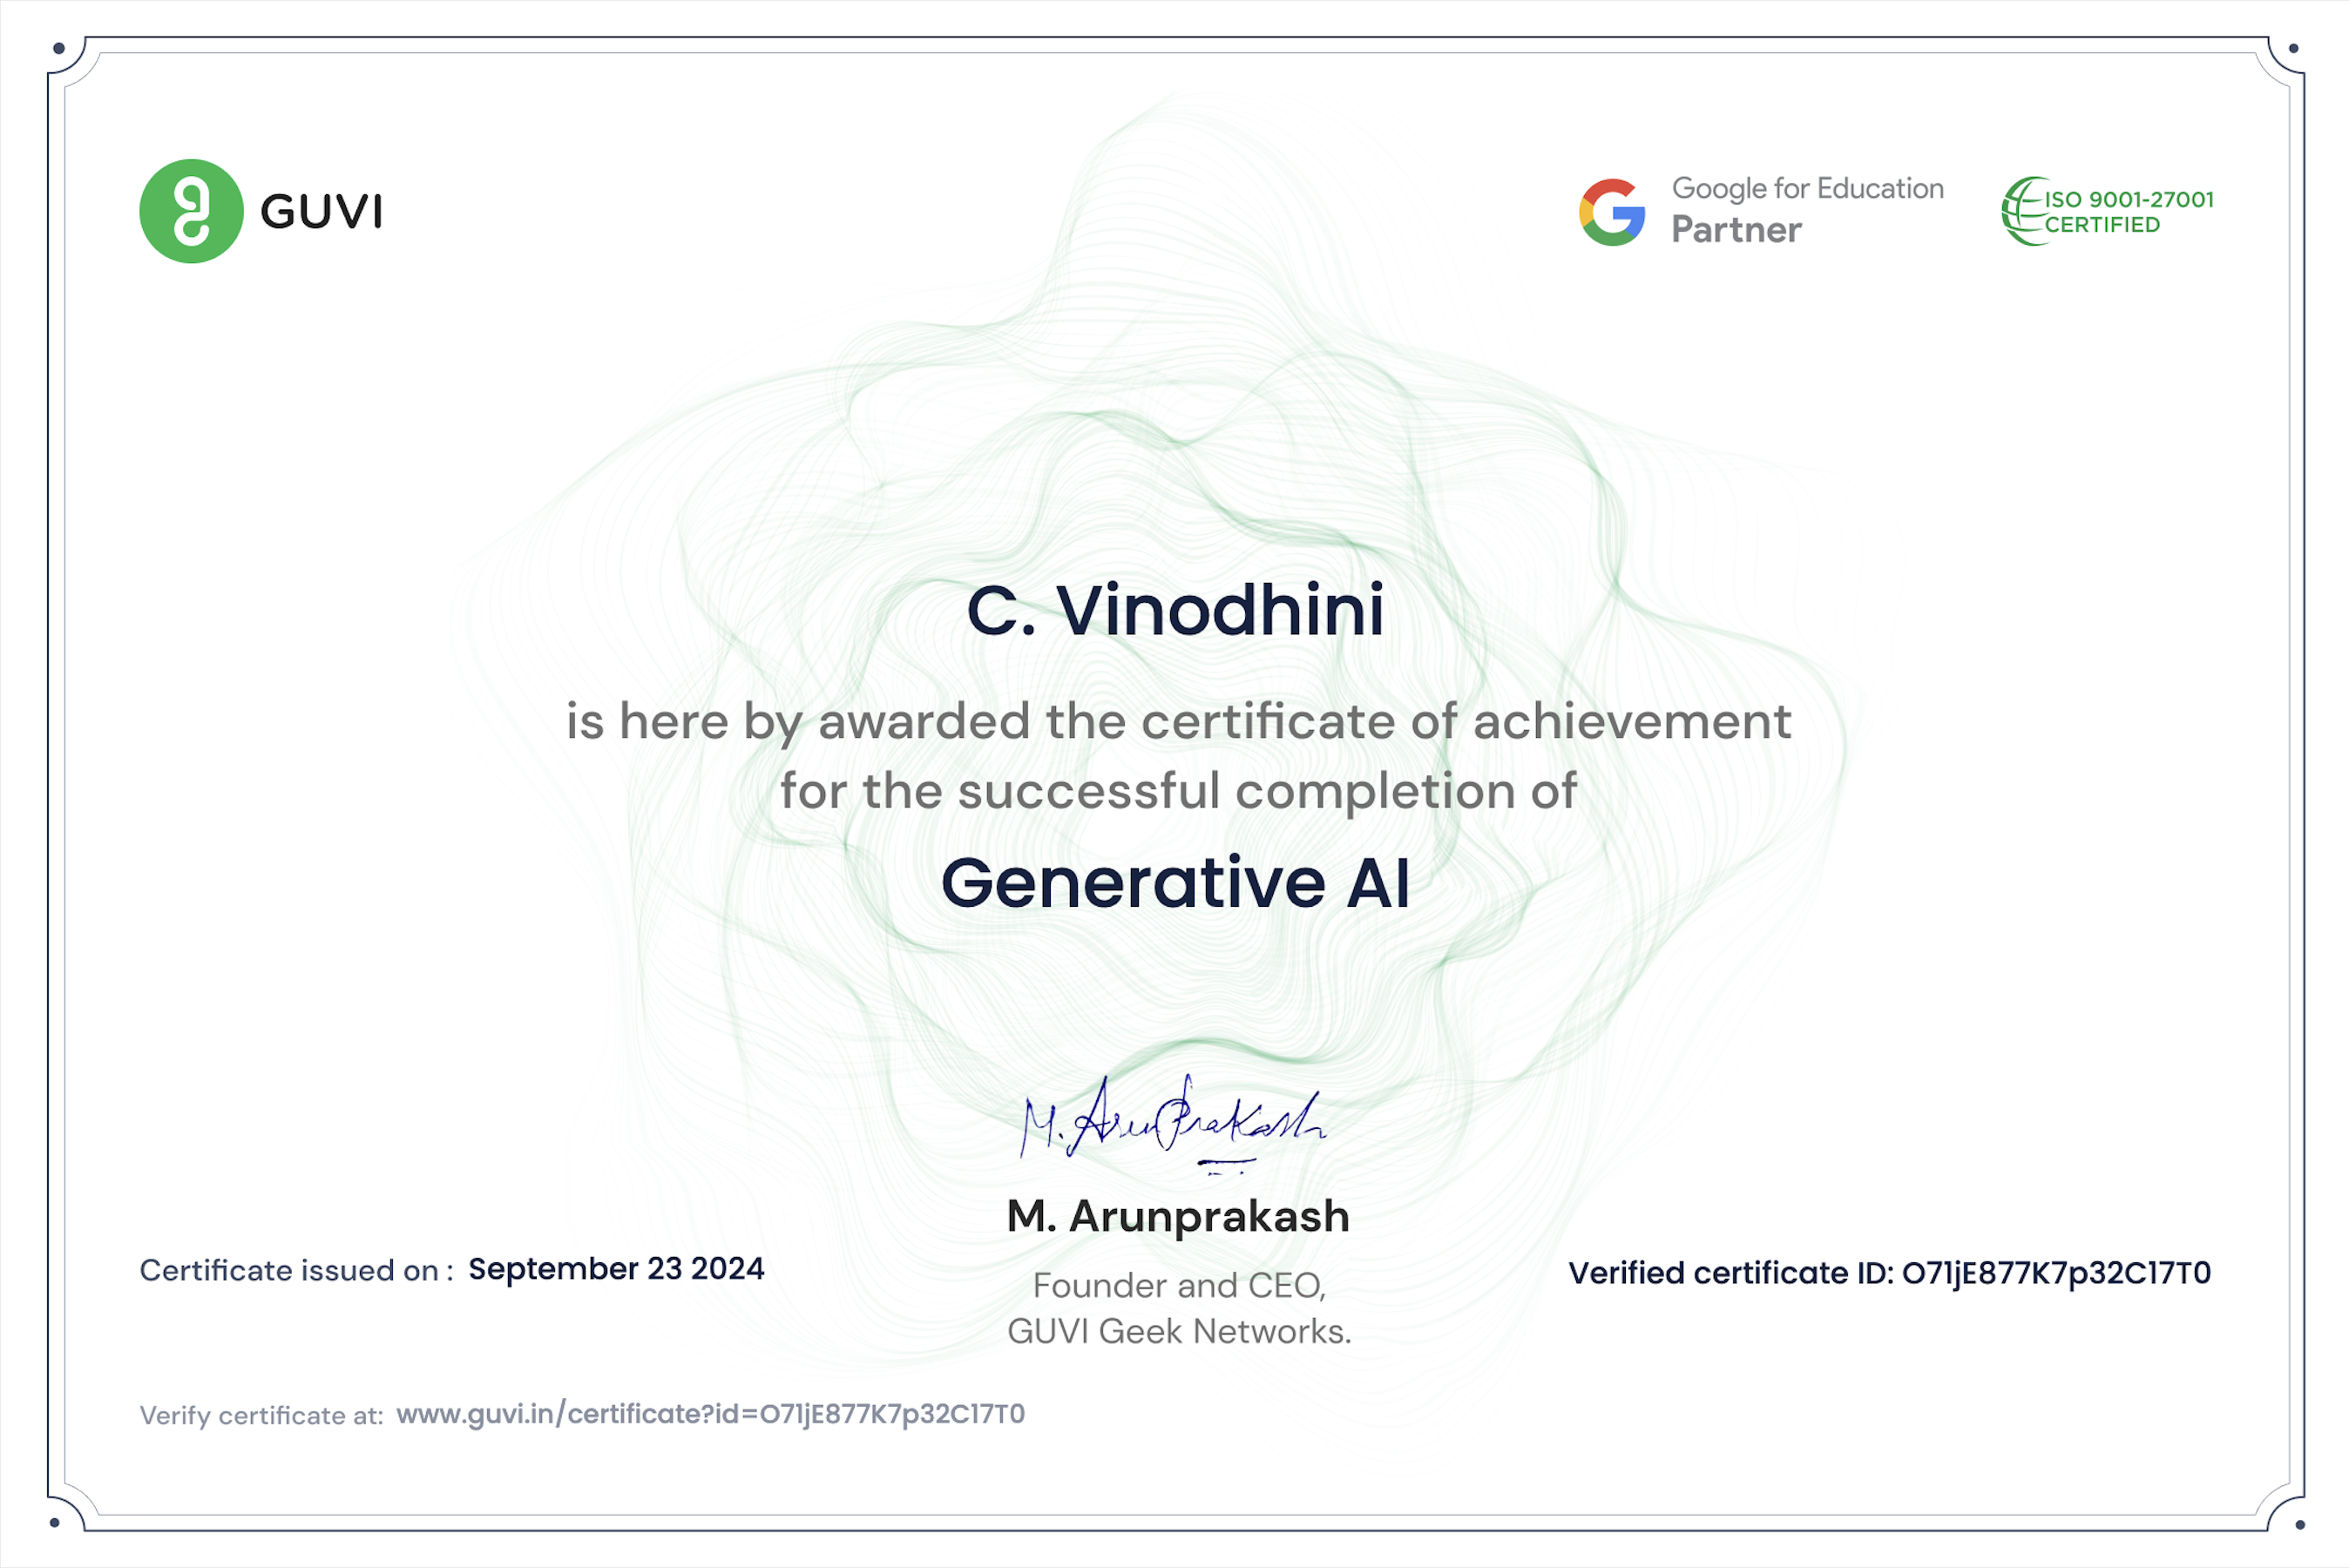 GUVI
Google for Education
Partner
ISO 9001-27001
CERTIFIED
C. Vinodhini
is here by awarded the certificate of achievement
for the successful completion of
Generative AI
M. Arunprakash
M. Arunprakash
Founder and CEO,
GUVI Geek Networks.
Certificate issued on : September 23 2024
Verified certificate ID: O71jE877K7p32C17T0
Verify certificate at: www.guvi.in/certificate?id=O71jE877K7p32C17T0